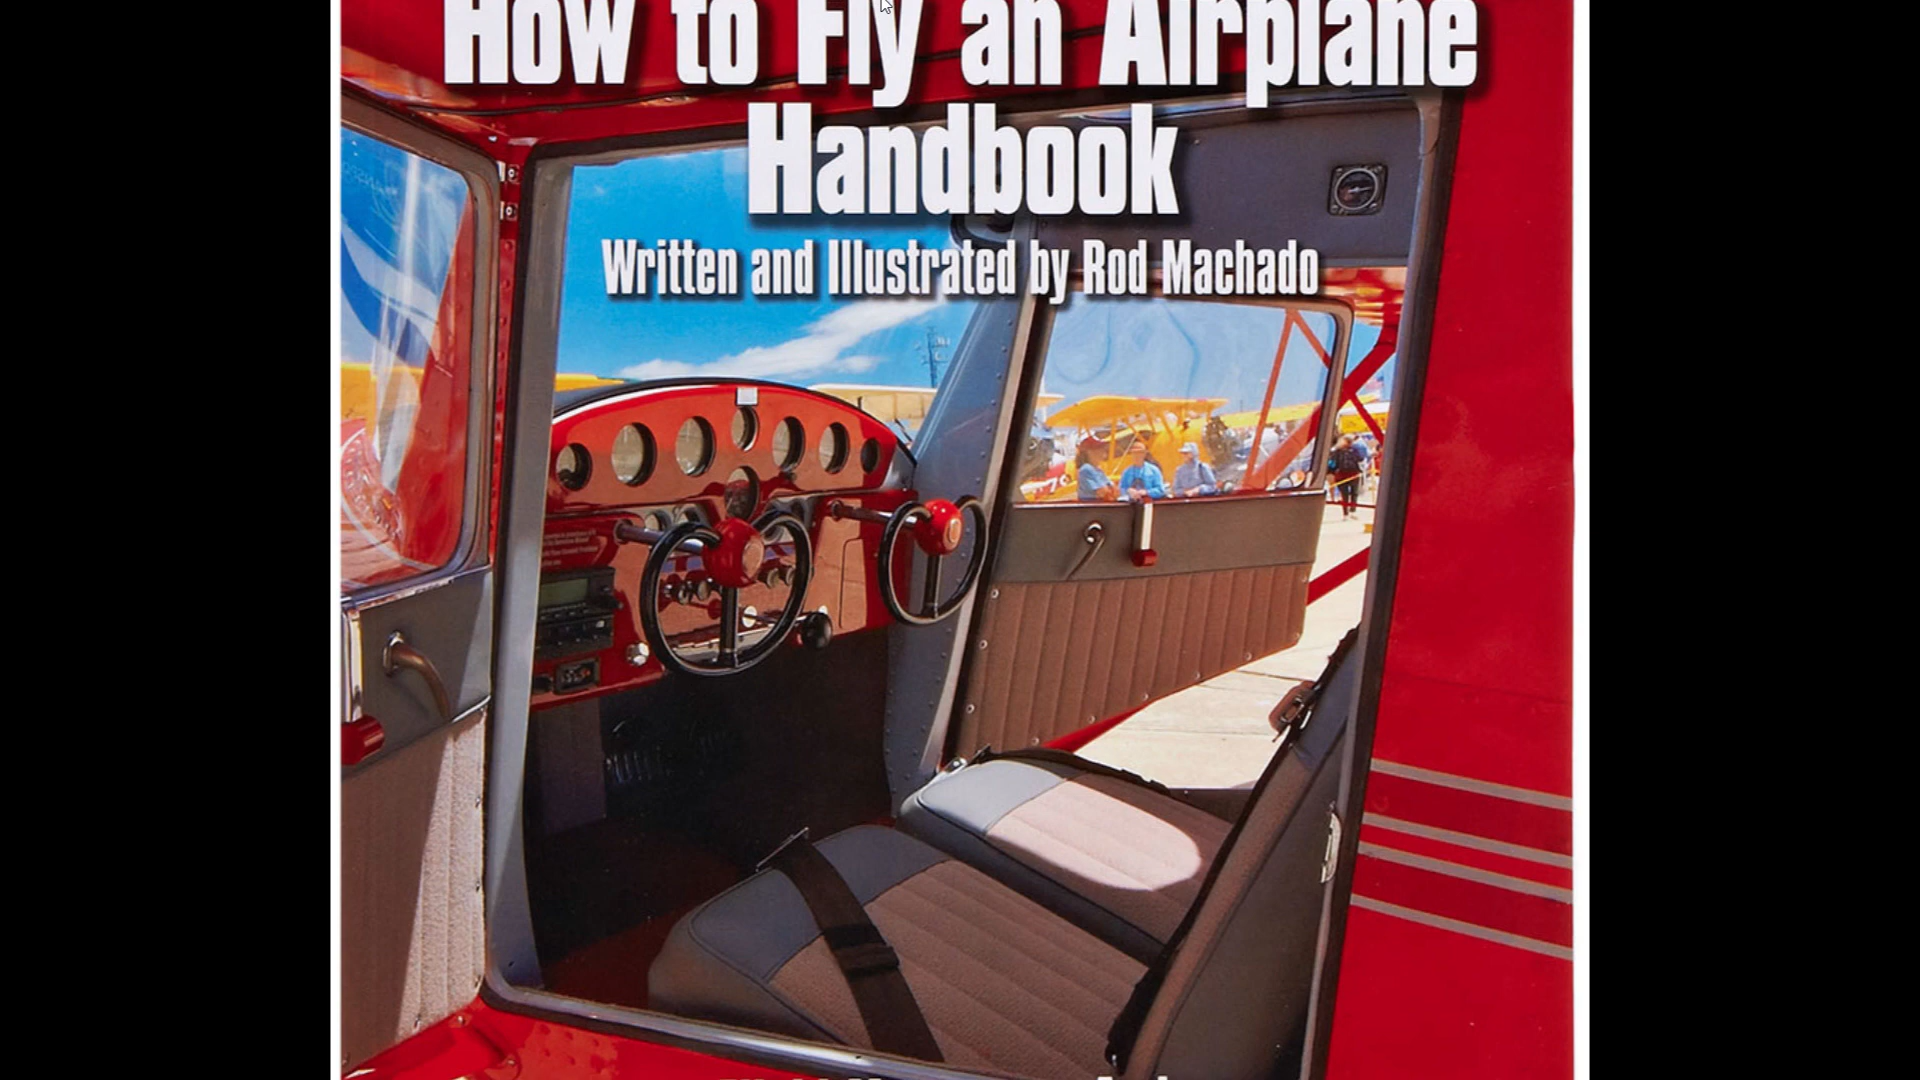 How to Fly an Airplane
Handbook
Written and Illustrated by Rod Machado